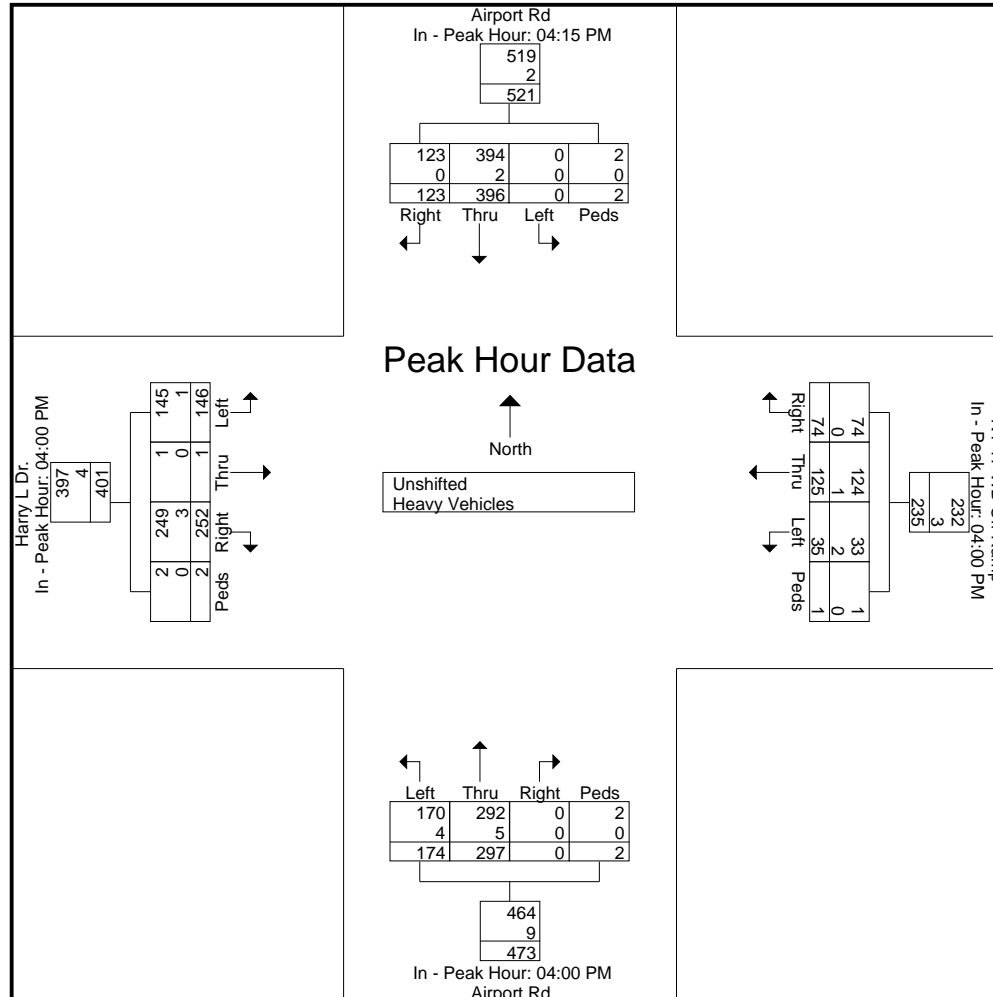 Airport Rd
In - Peak Hour: 04:15 PM
519
2
521
123 394 0 2
0 2 0 0
123 396 0 2
Right Thru Left Peds
Peak Hour Data
North
Unshifted
Heavy Vehicles
Harry L Dr.
In - Peak Hour: 04:00 PM
397
4
401
145 1 249 2
1 0 3 0
146 1 252 2
Left Thru Right Peds
In - Peak Hour: 04:00 PM
232
3
235
74 124 33 1
0 1 2 0
74 125 35 1
Right Thru Left Peds
Left Thru Right Peds
170 292 0 2
4 5 0 0
174 297 0 2
464
9
473
In - Peak Hour: 04:00 PM
Airport Rd